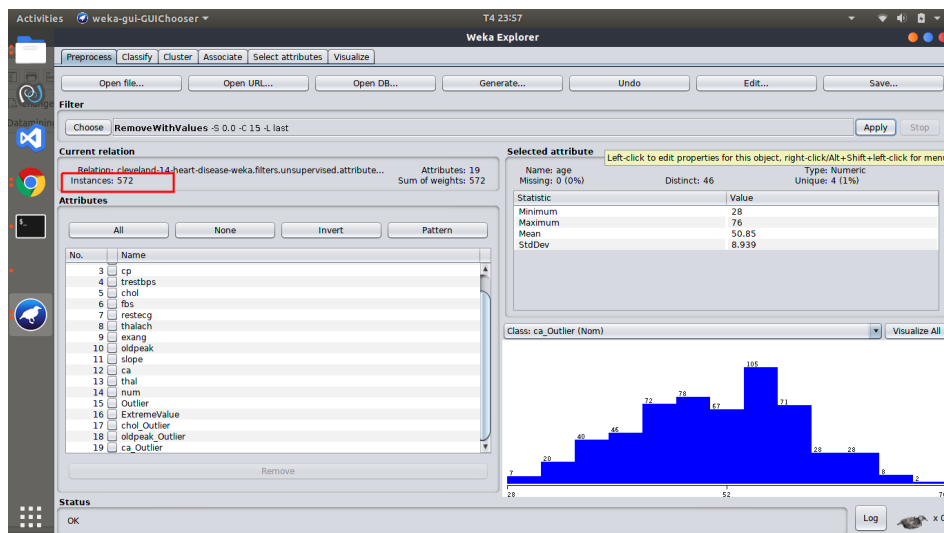 Activities weka-gui-GUIChooser T4 23:57
Weka Explorer
Preprocess Classify Cluster Associate Select attributes Visualize
Open file... Open URL... Open DB... Generate... Undo Edit... Save...
Filter
Choose RemoveWithValues -S 0.0 -C 15 -L last Apply Stop
Current relation
Relation: cleveland-14-heart-disease-weka.filters.unsupervised.attribute... Attributes: 19
Instances: 572 Sum of weights: 572
Selected attribute
Left-click to edit properties for this object, right-click/Alt+Shift+left-click for menu
Name: age Type: Numeric
Missing: 0 (0%) Distinct: 46 Unique: 4 (1%)
Statistic Value
Minimum 28
Maximum 76
Mean 50.85
StdDev 8.939
Attributes
All None Invert Pattern
No. Name
3 cp
4 trestbps
5 chol
6 fbs
7 restecg
8 thalach
9 exang
10 oldpeak
11 slope
12 ca
13 thal
14 num
15 Outlier
16 ExtremeValue
17 chol_Outlier
18 oldpeak_Outlier
19 ca_Outlier
Remove
Class: ca_Outlier (Nom) Visualize All
7 20 40 46 72 78 67 105 71 28 28 8 2
28 52
Status
OK
Log